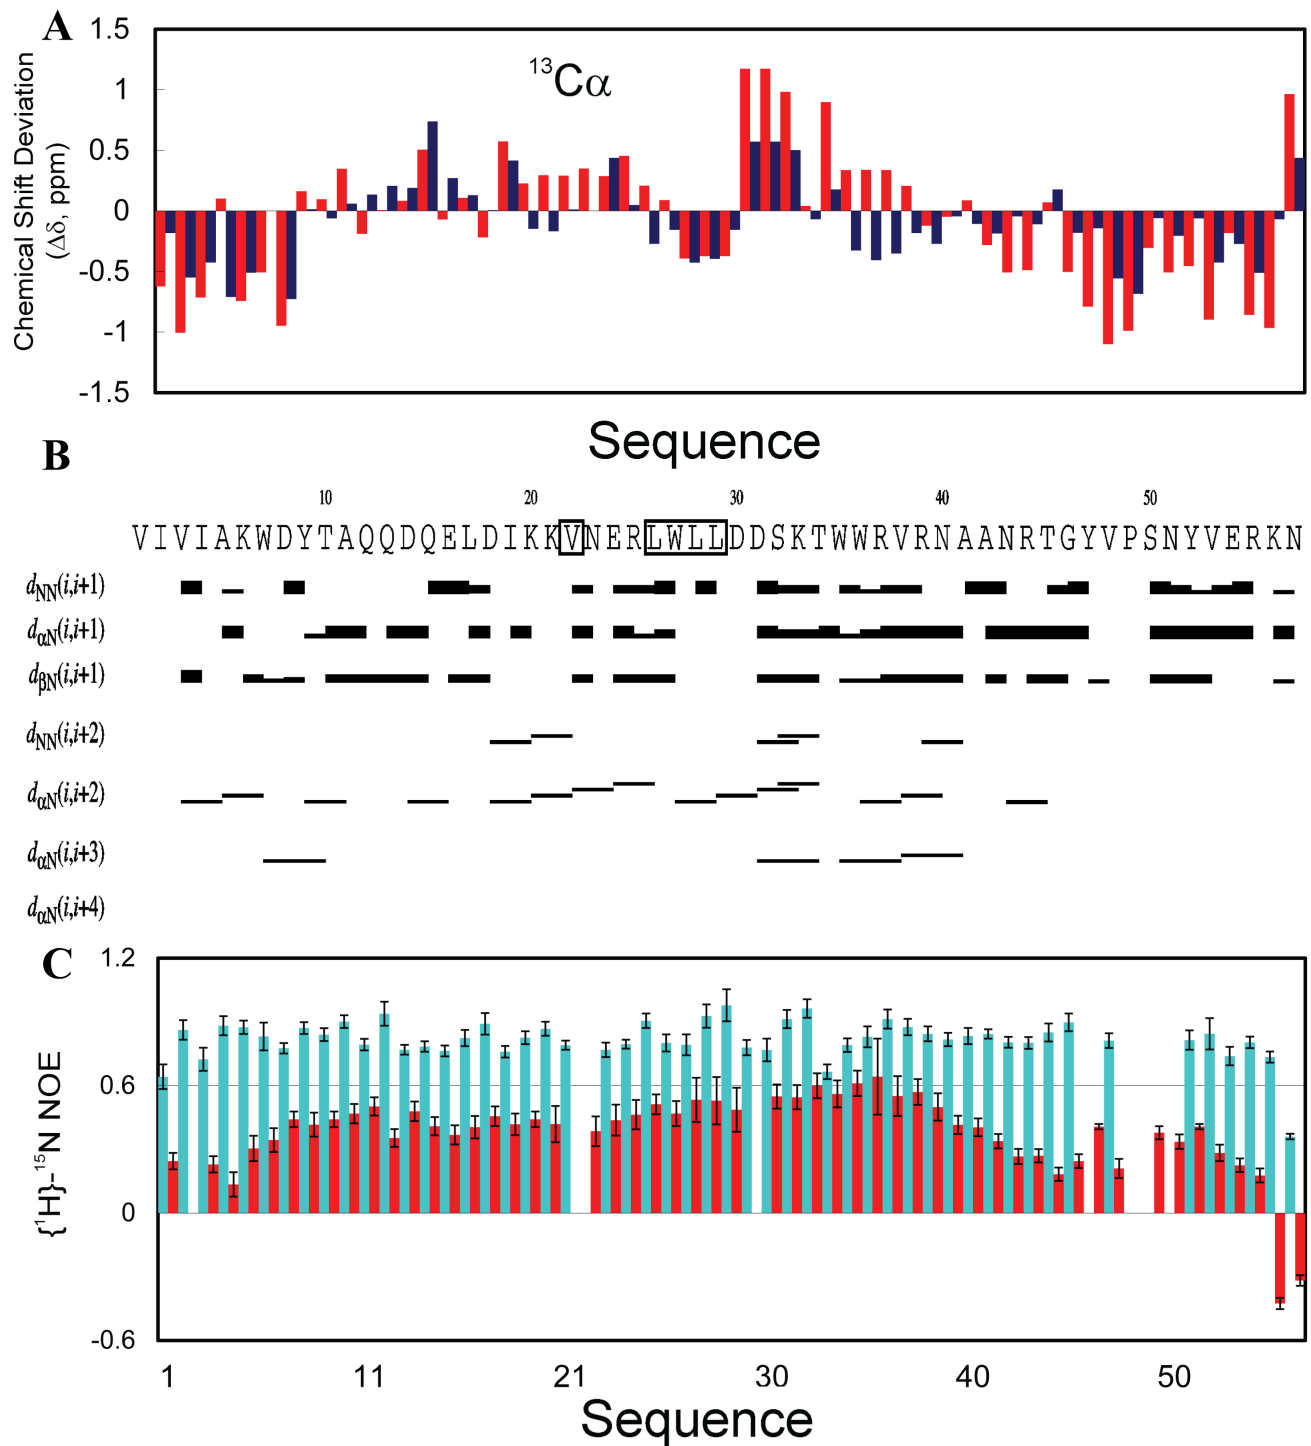 A
1.5
1
0.5
0
-0.5
-1
-1.5
Chemical Shift Deviation
(Δδ, ppm)
¹³Cα
Sequence
B
10 20 30 40 50
VIVIAKWDYTAQQDQELDIKKVNERLWLLDDSKTWWRVRNAANRTGYVPSNYVERKN
dNN(i,i+1)
dαN(i,i+1)
dβN(i,i+1)
dNN(i,i+2)
dαN(i,i+2)
dαN(i,i+3)
dαN(i,i+4)
C
1.2
0.6
0
-0.6
{¹H}-¹⁵N NOE
1 11 21 30 40 50
Sequence